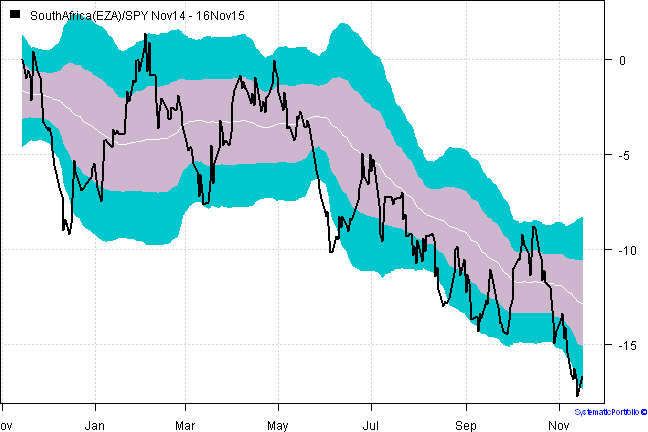 SouthAfrica(EZA)/SPY Nov14 - 16Nov15
0
-5
-10
-15
ov Jan Mar May Jul Sep Nov
SystematicPortfolio ©